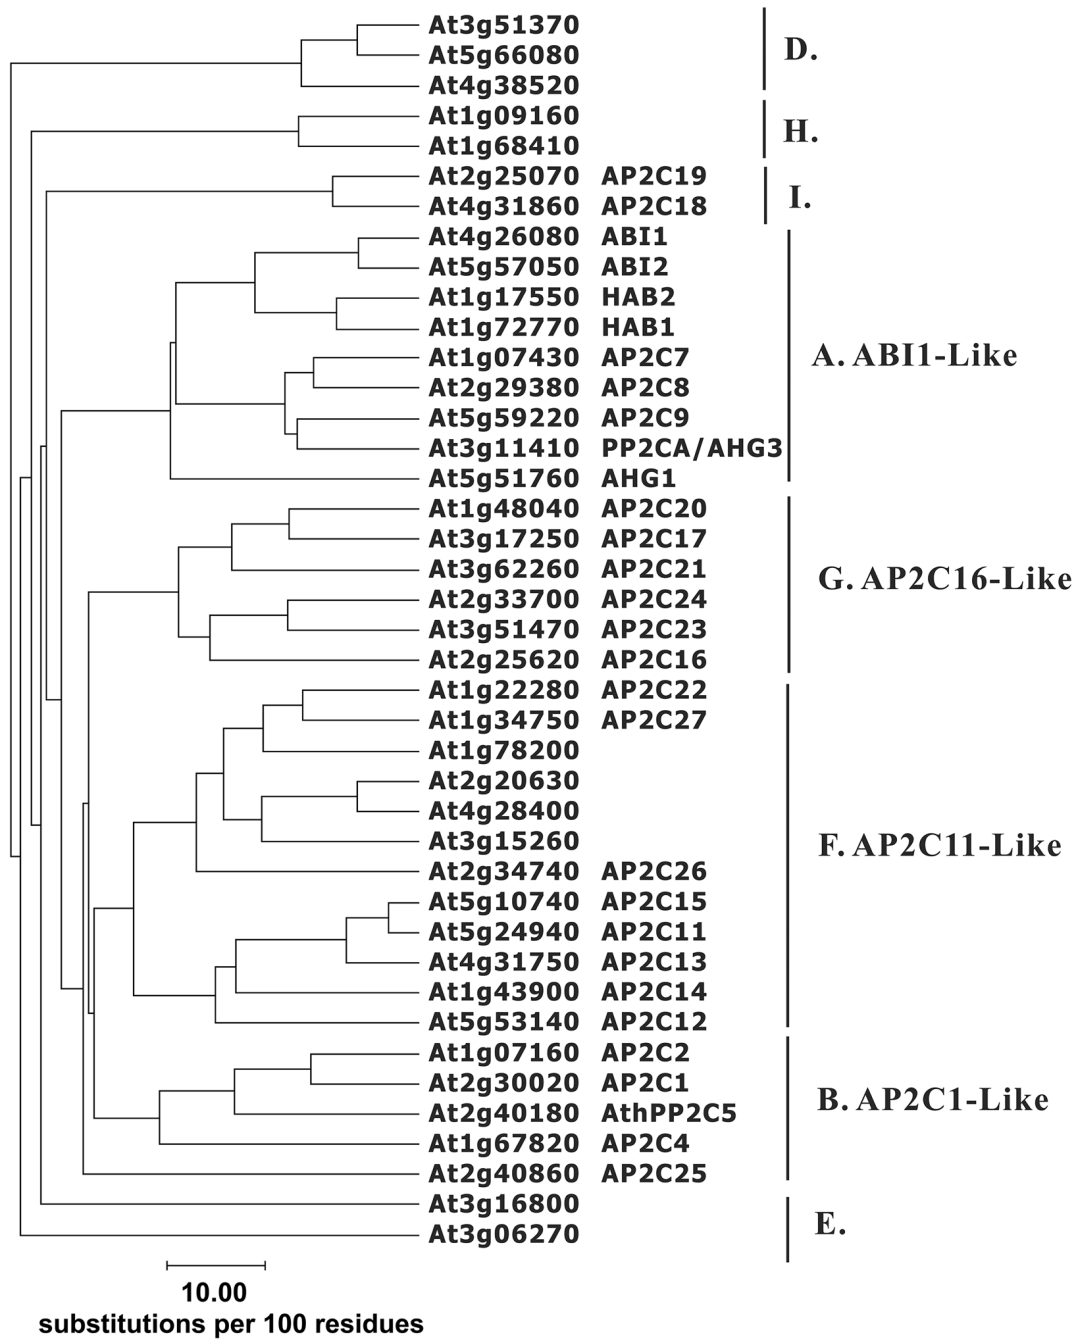 At3g51370
At5g66080
D.
At4g38520
At1g09160
H.
At1g68410
At2g25070 AP2C19
I.
At4g31860 AP2C18
At4g26080 ABI1
At5g57050 ABI2
At1g17550 HAB2
At1g72770 HAB1
A. ABI1-Like
At1g07430 AP2C7
At2g29380 AP2C8
At5g59220 AP2C9
At3g11410 PP2CA/AHG3
At5g51760 AHG1
At1g48040 AP2C20
At3g17250 AP2C17
At3g62260 AP2C21
G. AP2C16-Like
At2g33700 AP2C24
At3g51470 AP2C23
At2g25620 AP2C16
At1g22280 AP2C22
At1g34750 AP2C27
At1g78200
At2g20630
At4g28400
At3g15260
F. AP2C11-Like
At2g34740 AP2C26
At5g10740 AP2C15
At5g24940 AP2C11
At4g31750 AP2C13
At1g43900 AP2C14
At5g53140 AP2C12
At1g07160 AP2C2
At2g30020 AP2C1
B. AP2C1-Like
At2g40180 AthPP2C5
At1g67820 AP2C4
At2g40860 AP2C25
At3g16800
E.
At3g06270
10.00
substitutions per 100 residues